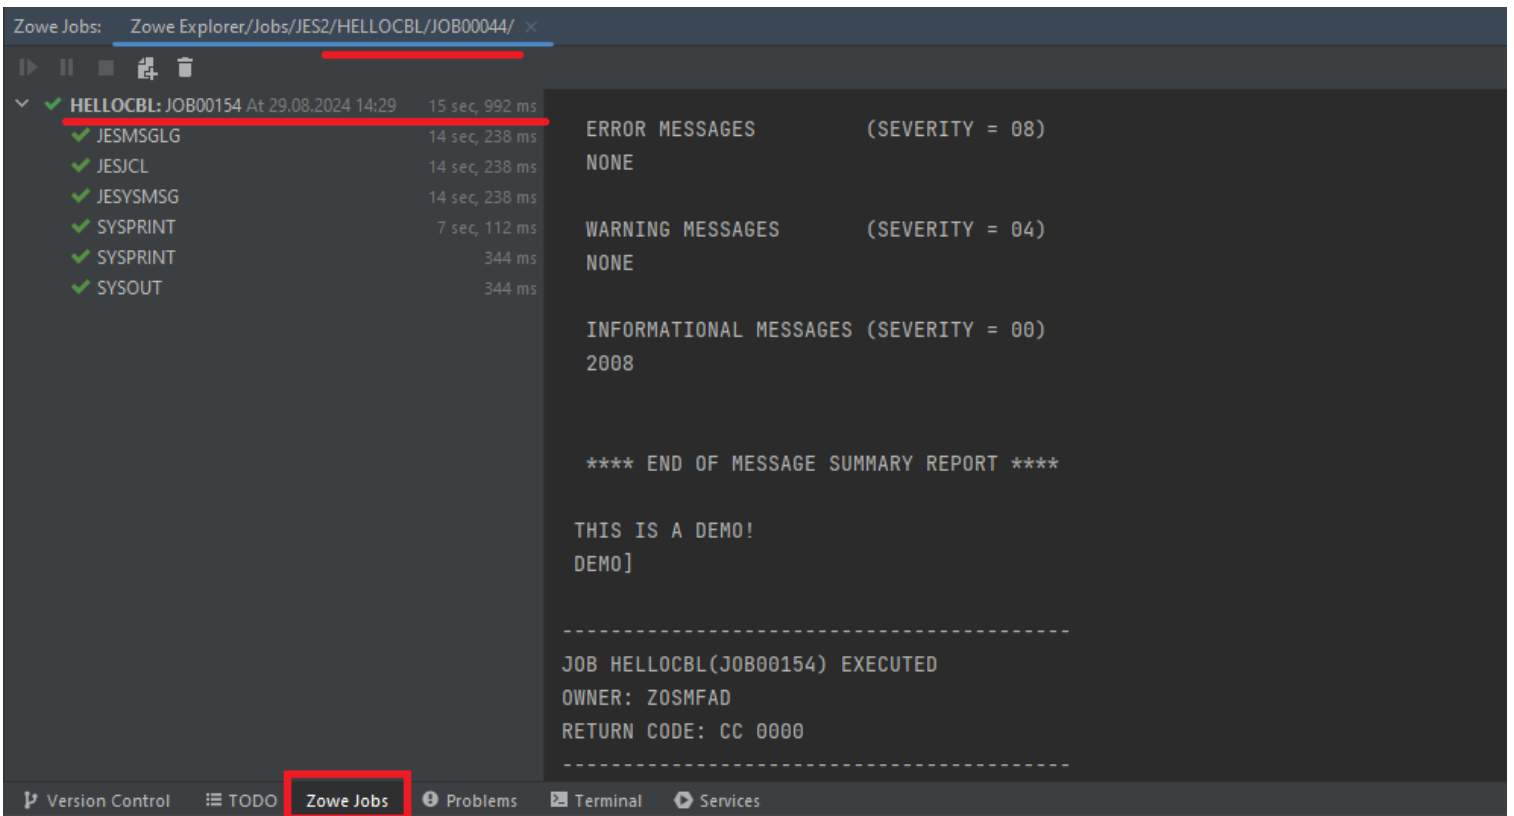 Zowe Jobs: Zowe Explorer/Jobs/JES2/HELLOCBL/JOB00044/
HELLOCBL: JOB00154 At 29.08.2024 14:29 15 sec, 992 ms
JESMSGLG 14 sec, 238 ms
JESJCL 14 sec, 238 ms
JESYSMSG 14 sec, 238 ms
SYSPRINT 7 sec, 112 ms
SYSPRINT 344 ms
SYSOUT 344 ms
ERROR MESSAGES (SEVERITY = 08)
NONE
WARNING MESSAGES (SEVERITY = 04)
NONE
INFORMATIONAL MESSAGES (SEVERITY = 00)
2008
**** END OF MESSAGE SUMMARY REPORT ****
THIS IS A DEMO!
DEMO]
------------------------------------------
JOB HELLOCBL(JOB00154) EXECUTED
OWNER: ZOSMFAD
RETURN CODE: CC 0000
------------------------------------------
Version Control TODO Zowe Jobs Problems Terminal Services